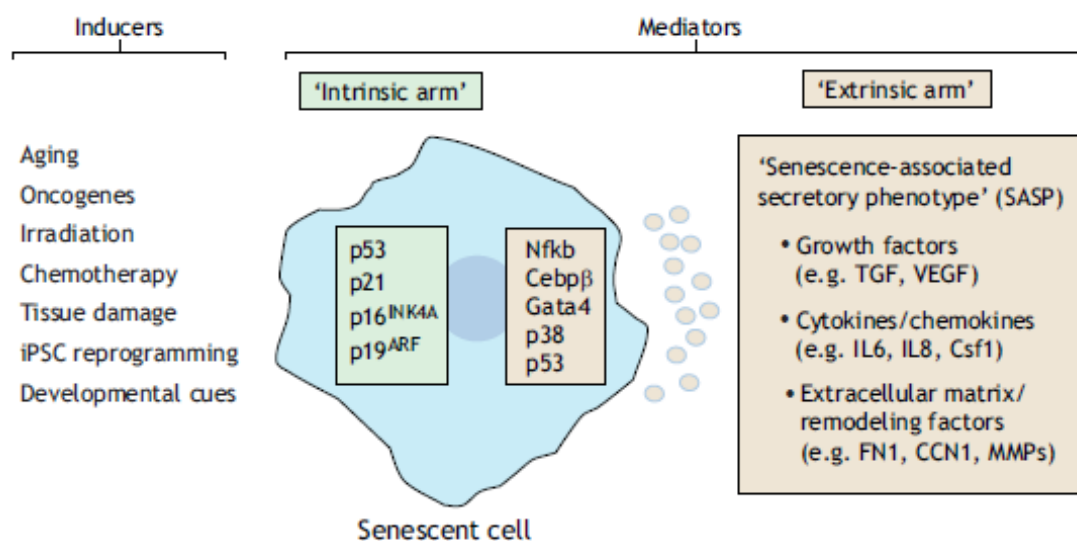 Inducers
Mediators
‘Intrinsic arm’
‘Extrinsic arm’
Aging
Oncogenes
Irradiation
Chemotherapy
Tissue damage
iPSC reprogramming
Developmental cues
p53
p21
p16INK4A
p19ARF
Nfkb
Cebpβ
Gata4
p38
p53
‘Senescence-associated
secretory phenotype’ (SASP)
• Growth factors
(e.g. TGF, VEGF)
• Cytokines/chemokines
(e.g. IL6, IL8, Csf1)
• Extracellular matrix/
remodeling factors
(e.g. FN1, CCN1, MMPs)
Senescent cell